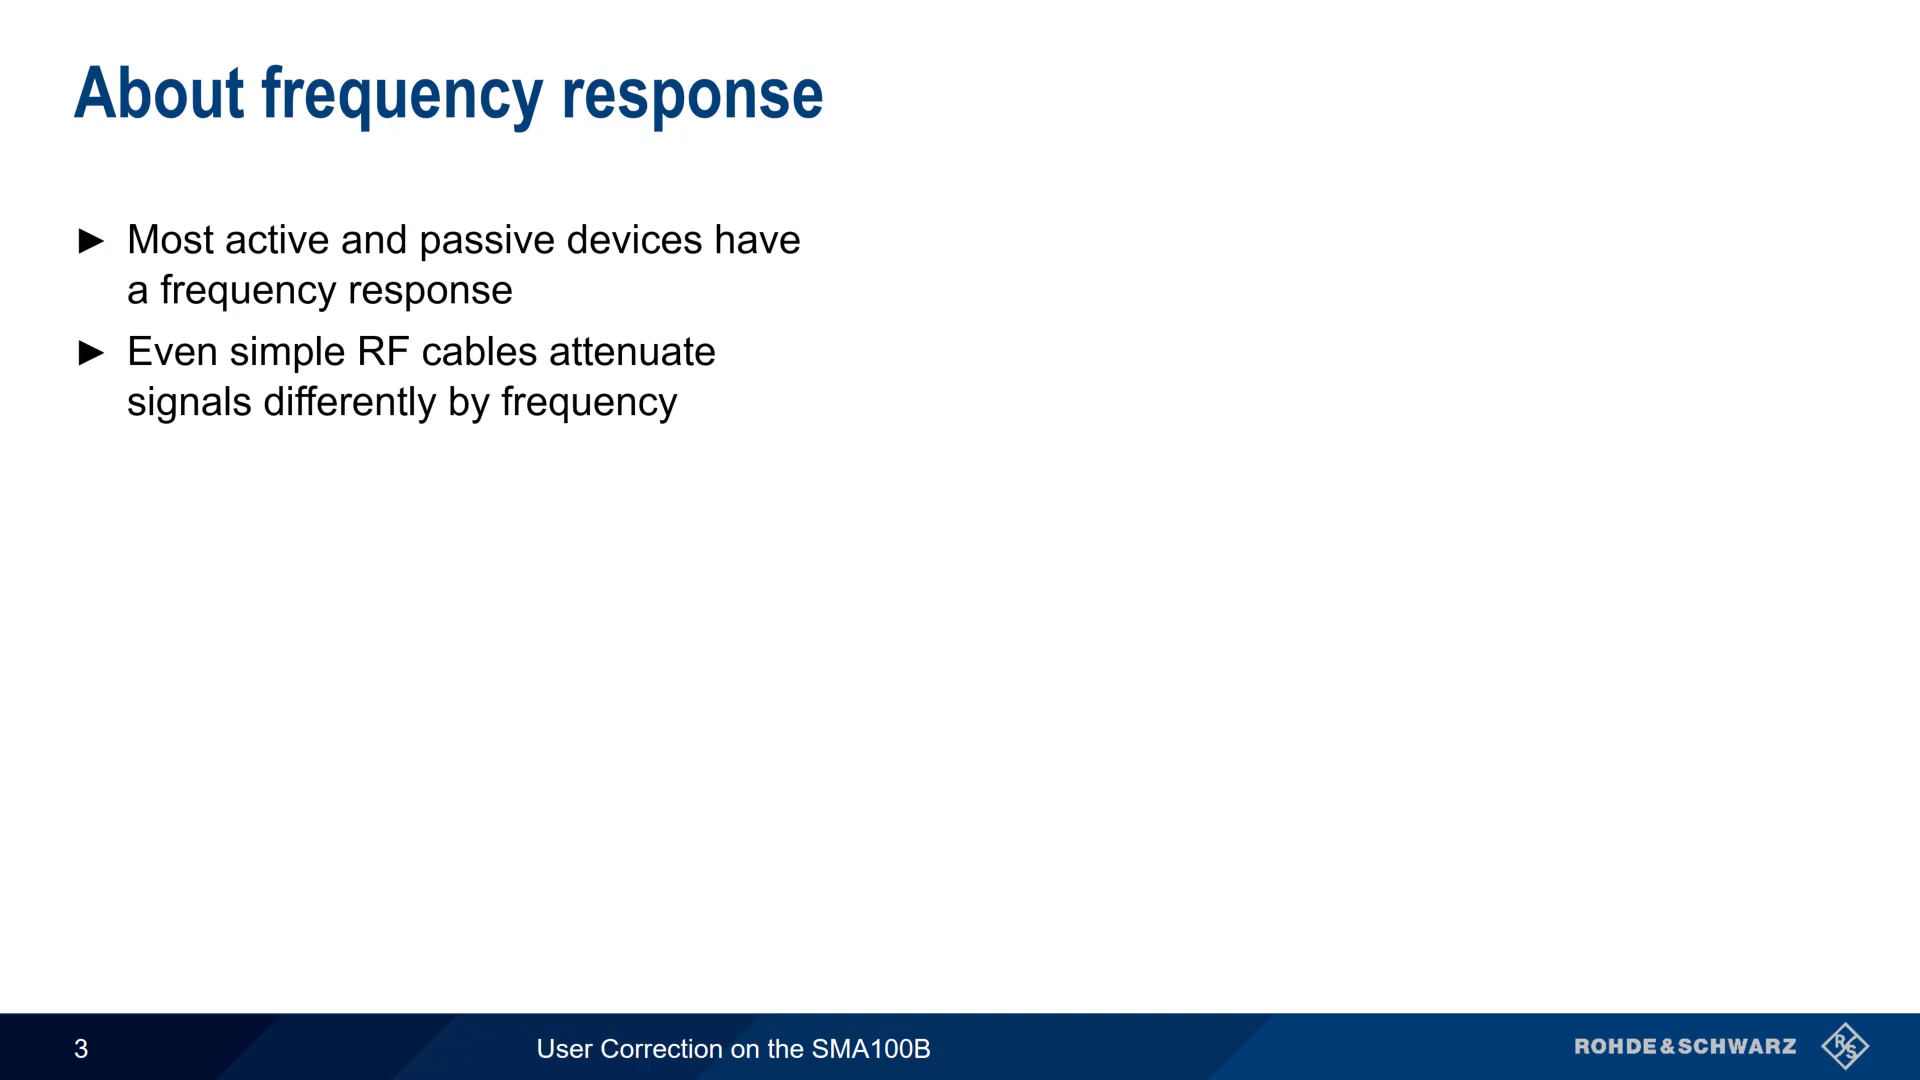 About frequency response
► Most active and passive devices have
a frequency response
► Even simple RF cables attenuate
signals differently by frequency
3
User Correction on the SMA100B
ROHDE&SCHWARZ
R&S